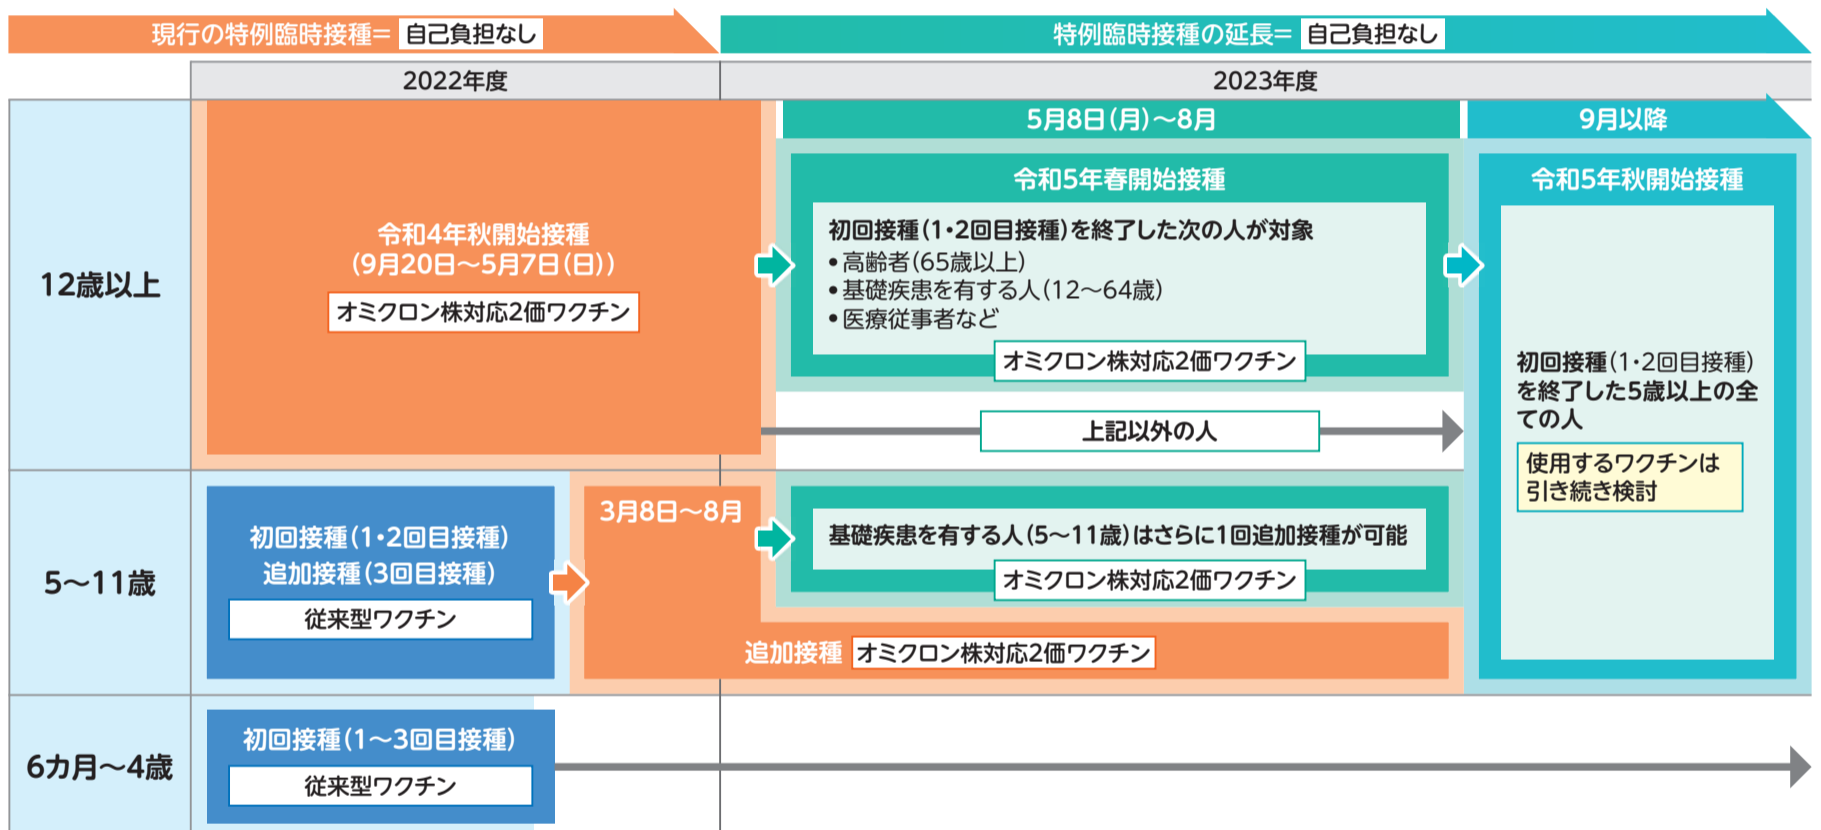 現行の特例臨時接種= 自己負担なし
特例臨時接種の延長= 自己負担なし
2022年度
2023年度
12歳以上
令和4年秋開始接種
(9月20日～5月7日(日))
オミクロン株対応2価ワクチン
5月8日(月)～8月
令和5年春開始接種
初回接種(1・2回目接種)を終了した次の人が対象
•高齢者(65歳以上)
•基礎疾患を有する人(12～64歳)
•医療従事者など
オミクロン株対応2価ワクチン
上記以外の人
9月以降
令和5年秋開始接種
初回接種(1・2回目接種)
を終了した5歳以上の全
ての人
使用するワクチンは
引き続き検討
5～11歳
初回接種(1・2回目接種)
追加接種(3回目接種)
従来型ワクチン
3月8日～8月
基礎疾患を有する人(5～11歳)はさらに1回追加接種が可能
オミクロン株対応2価ワクチン
追加接種 オミクロン株対応2価ワクチン
6カ月～4歳
初回接種(1～3回目接種)
従来型ワクチン